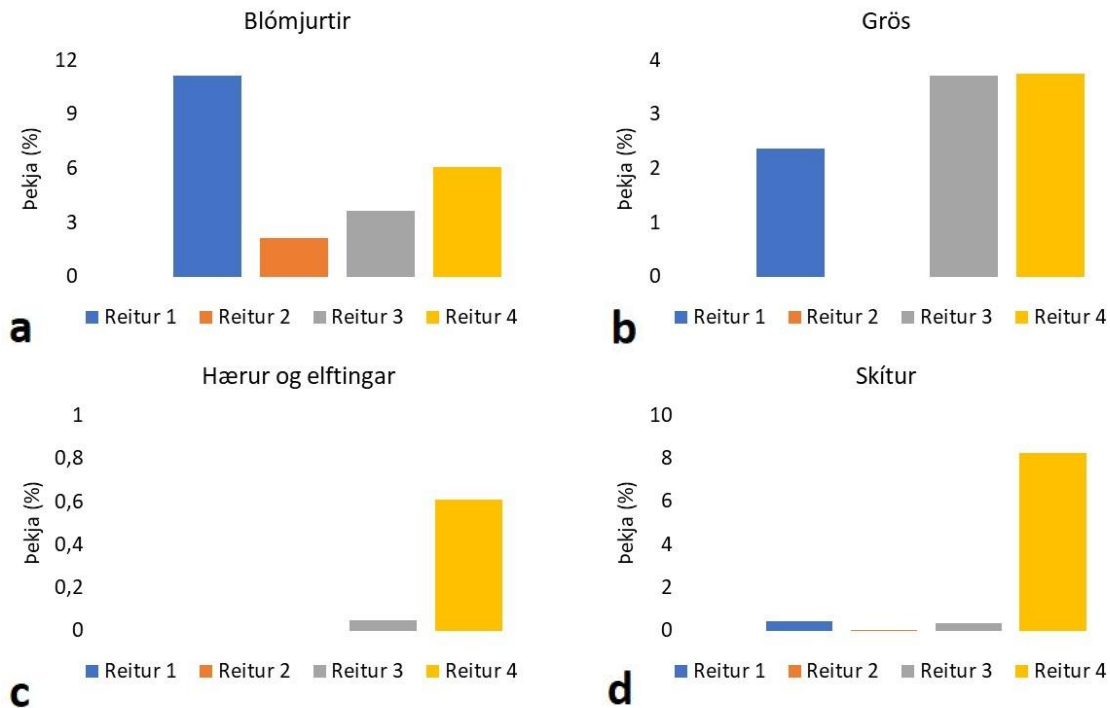 Blómjurtir
Þekja (%)
12
9
6
3
0
Reitur 1 Reitur 2 Reitur 3 Reitur 4
a
Grös
Þekja (%)
4
3
2
1
0
Reitur 1 Reitur 2 Reitur 3 Reitur 4
b
Hærur og elftingar
Þekja (%)
1
0,8
0,6
0,4
0,2
0
Reitur 1 Reitur 2 Reitur 3 Reitur 4
c
Skítur
Þekja (%)
10
8
6
4
2
0
Reitur 1 Reitur 2 Reitur 3 Reitur 4
d